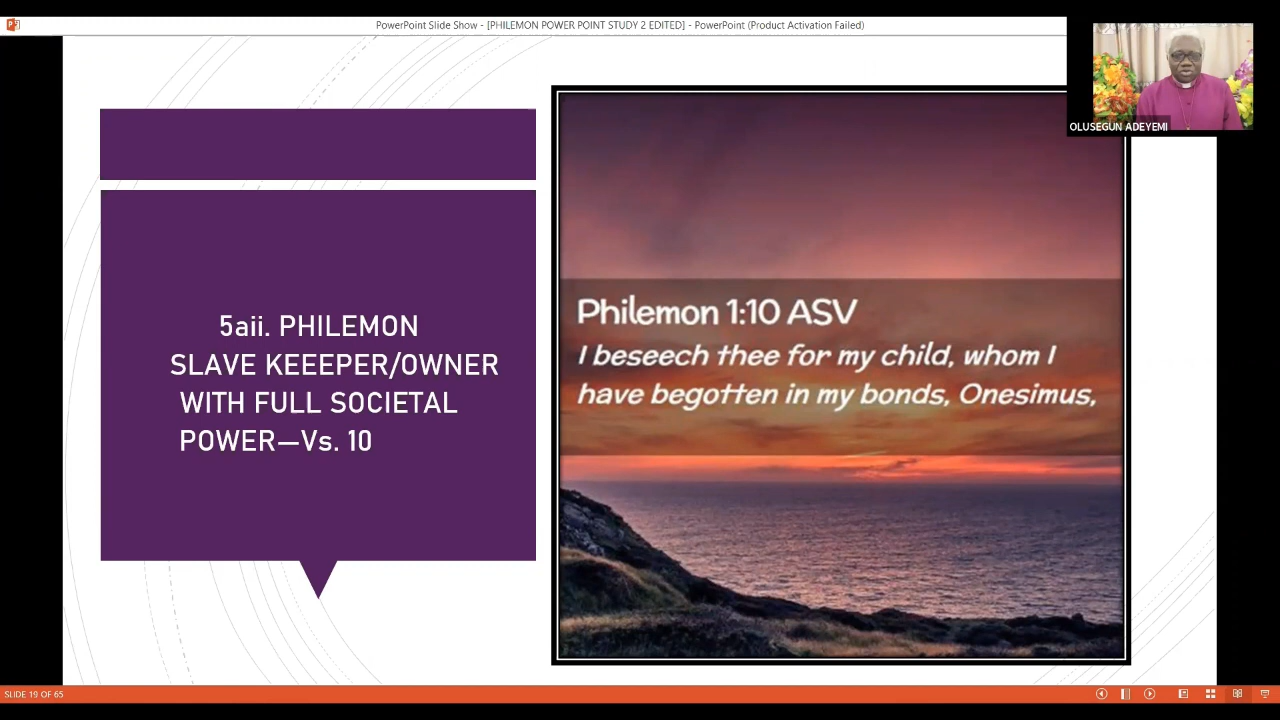 PowerPoint Slide Show - [PHILEMON POWER POINT STUDY 2 EDITED] - PowerPoint (Product Activation Failed)
OLUSEGUN ADEYEMI
5aii. PHILEMON
SLAVE KEEEPER/OWNER
WITH FULL SOCIETAL
POWER—Vs. 10
Philemon 1:10 ASV
I beseech thee for my child, whom I
have begotten in my bonds, Onesimus,
SLIDE 19 OF 65